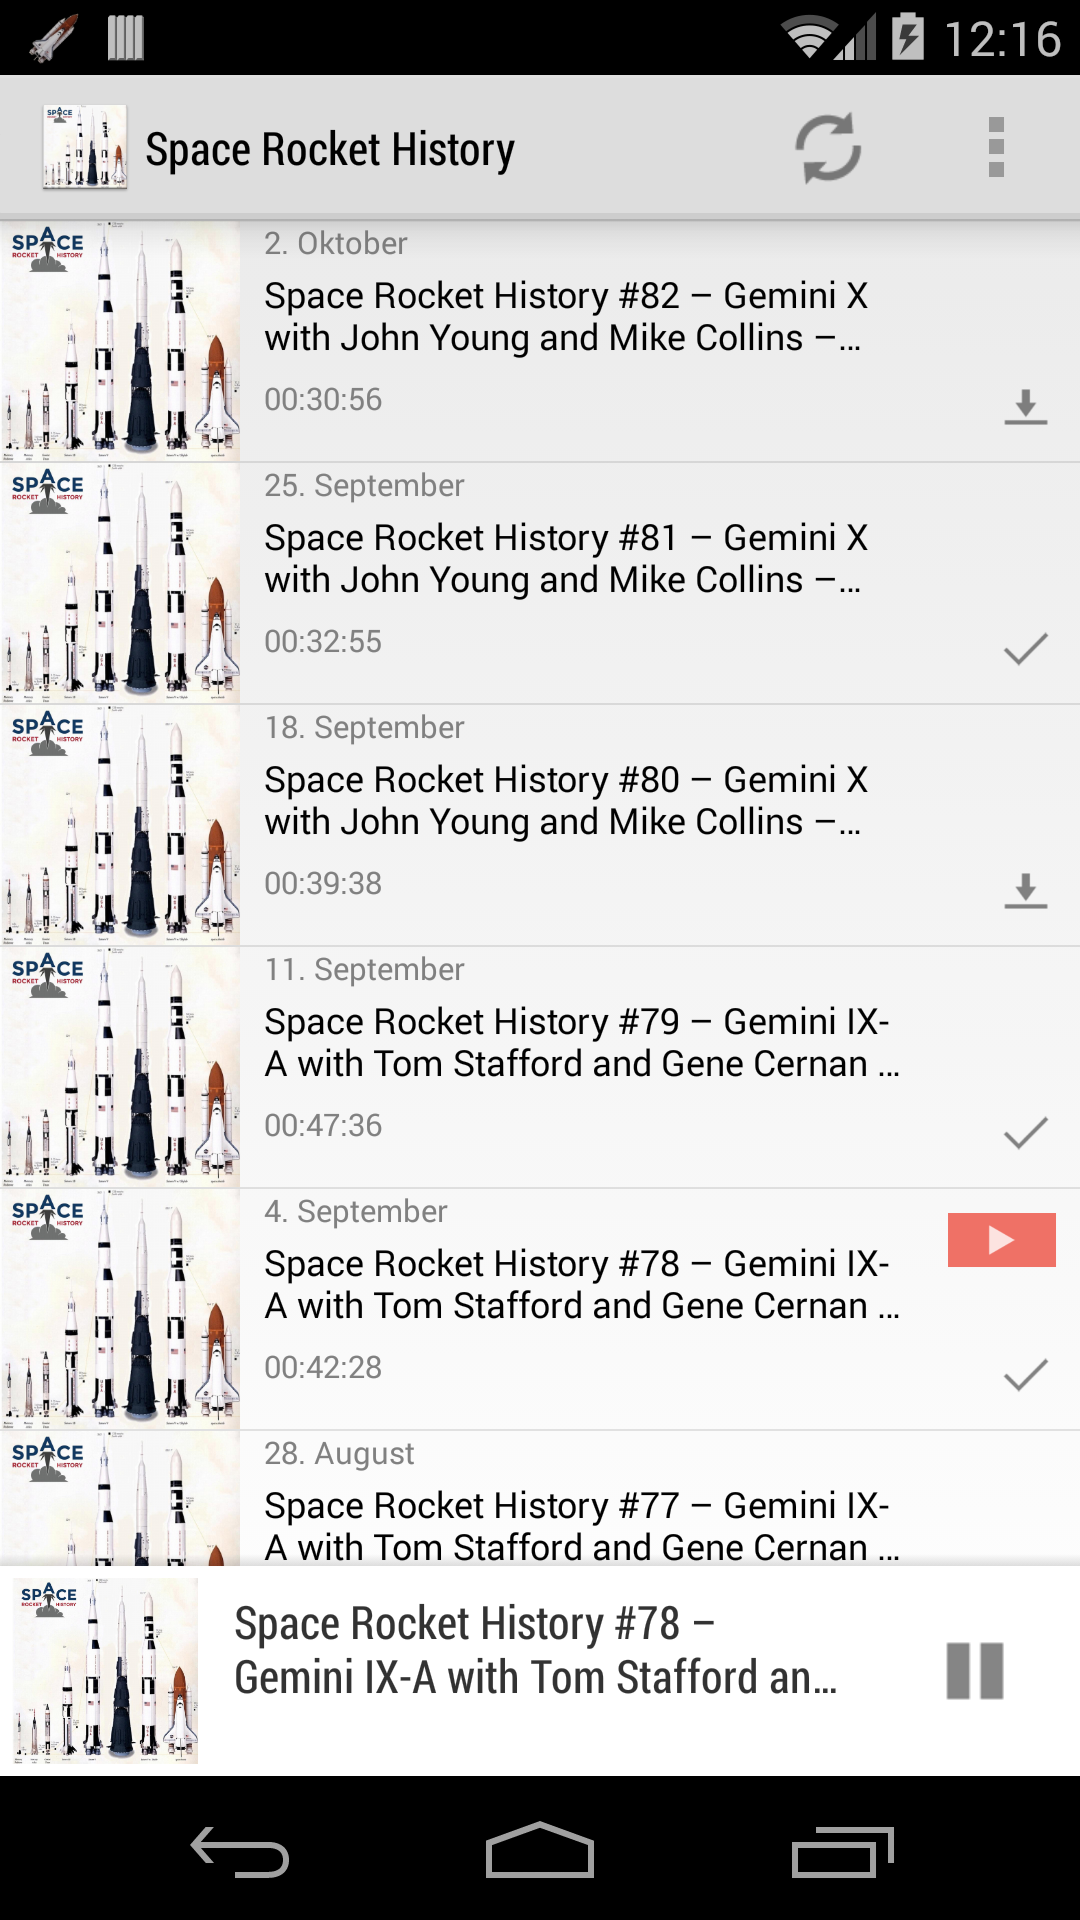 12:16
Space Rocket History
SPACE
ROCKET HISTORY
2. Oktober
Space Rocket History #82 – Gemini X
with John Young and Mike Collins –...
00:30:56
SPACE
ROCKET HISTORY
25. September
Space Rocket History #81 – Gemini X
with John Young and Mike Collins –...
00:32:55
SPACE
ROCKET HISTORY
18. September
Space Rocket History #80 – Gemini X
with John Young and Mike Collins –...
00:39:38
SPACE
ROCKET HISTORY
11. September
Space Rocket History #79 – Gemini IX-
A with Tom Stafford and Gene Cernan ...
00:47:36
SPACE
ROCKET HISTORY
4. September
Space Rocket History #78 – Gemini IX-
A with Tom Stafford and Gene Cernan ...
00:42:28
SPACE
ROCKET HISTORY
28. August
Space Rocket History #77 – Gemini IX-
A with Tom Stafford and Gene Cernan ...
SPACE
ROCKET HISTORY
Space Rocket History #78 –
Gemini IX-A with Tom Stafford an...